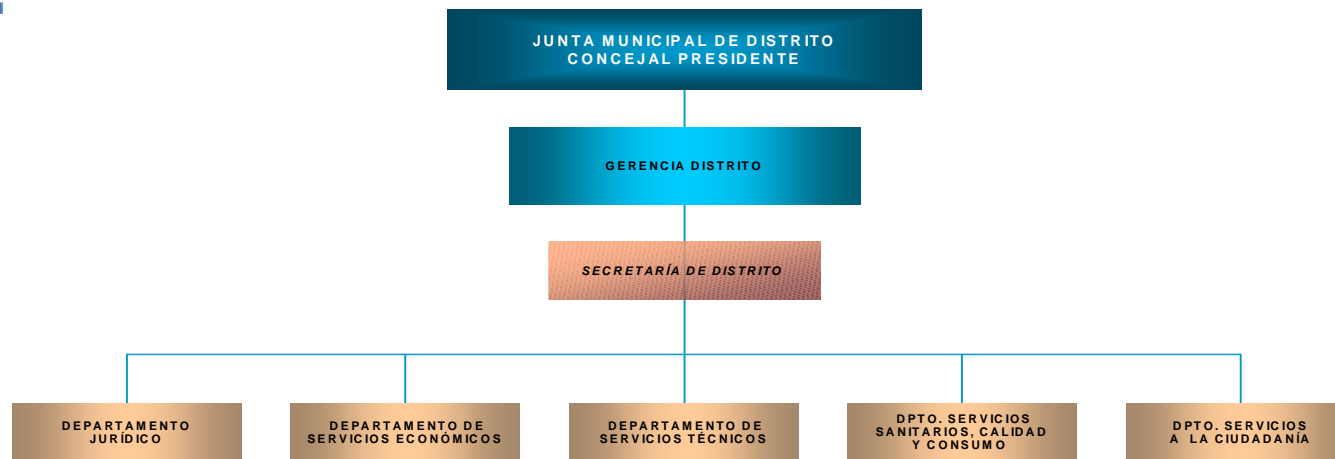 JUNTA MUNICIPAL DE DISTRITO
CONCEJAL PRESIDENTE
GERENCIA DISTRITO
SECRETARÍA DE DISTRITO
DEPARTAMENTO
JURÍDICO
DEPARTAMENTO DE
SERVICIOS ECONÓMICOS
DEPARTAMENTO DE
SERVICIOS TÉCNICOS
DPTO. SERVICIOS
SANITARIOS, CALIDAD
Y CONSUMO
DPTO. SERVICIOS
A LA CIUDADANÍA